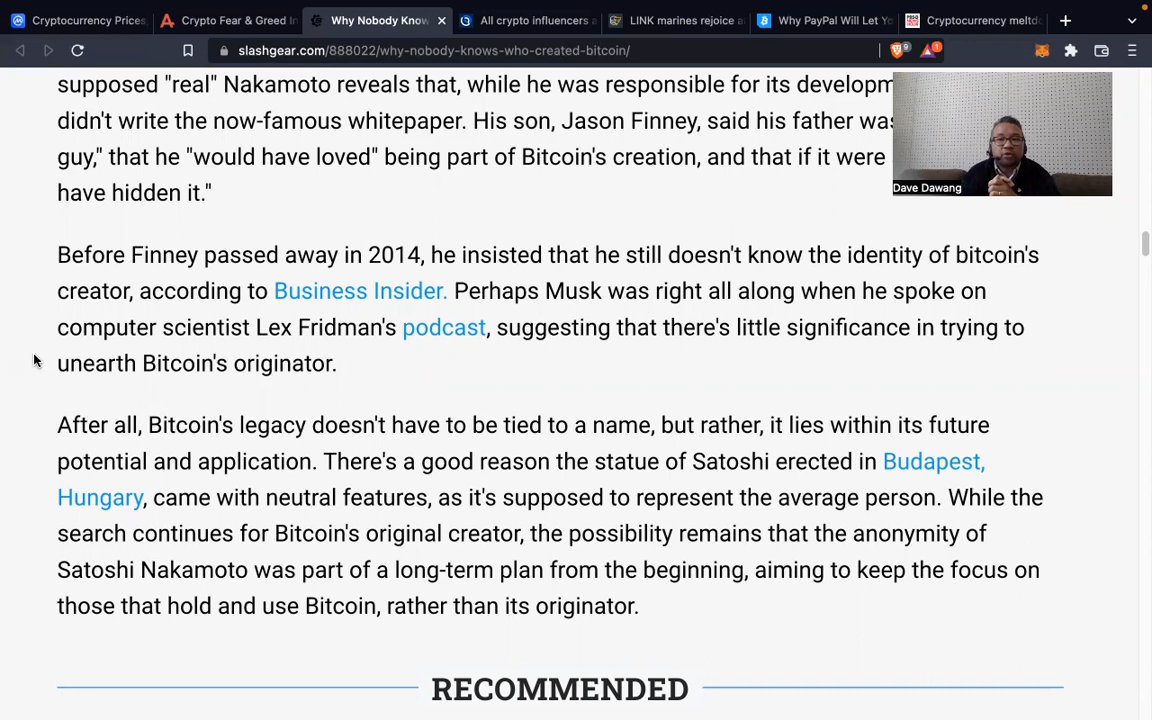 Cryptocurrency Prices,
Crypto Fear & Greed In
Why Nobody Know
All crypto influencers a
LINK marines rejoice a
Why PayPal Will Let Yo
Cryptocurrency meltdo
slashgear.com/888022/why-nobody-knows-who-created-bitcoin/
9
1
supposed "real" Nakamoto reveals that, while he was responsible for its developm
didn't write the now-famous whitepaper. His son, Jason Finney, said his father was
guy," that he "would have loved" being part of Bitcoin's creation, and that if it were
have hidden it."
Dave Dawang
Before Finney passed away in 2014, he insisted that he still doesn't know the identity of bitcoin's
creator, according to Business Insider. Perhaps Musk was right all along when he spoke on
computer scientist Lex Fridman's podcast, suggesting that there's little significance in trying to
unearth Bitcoin's originator.
After all, Bitcoin's legacy doesn't have to be tied to a name, but rather, it lies within its future
potential and application. There's a good reason the statue of Satoshi erected in Budapest,
Hungary, came with neutral features, as it's supposed to represent the average person. While the
search continues for Bitcoin's original creator, the possibility remains that the anonymity of
Satoshi Nakamoto was part of a long-term plan from the beginning, aiming to keep the focus on
those that hold and use Bitcoin, rather than its originator.
RECOMMENDED